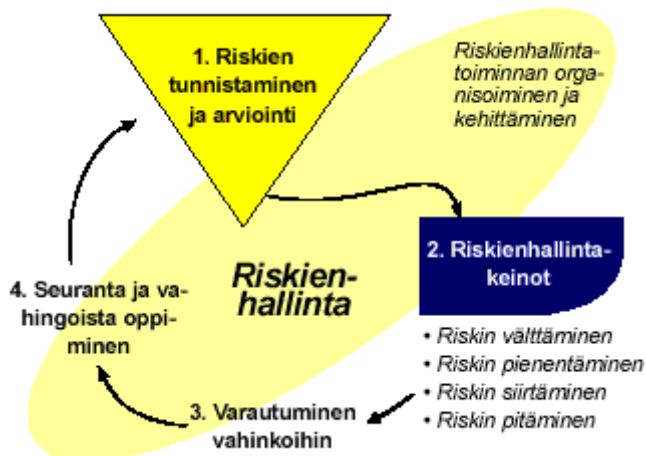 1. Riskien
tunnistaminen
ja arviointi
Riskienhallinta-
toiminnan orga-
nisoiminen ja
kehittäminen
2. Riskienhallinta-
keinot
• Riskin välttäminen
• Riskin pienentäminen
• Riskin siirtäminen
• Riskin pitäminen
3. Varautuminen
vahinkoihin
4. Seuranta ja va-
hingoista oppi-
minen
Riskien-
hallinta